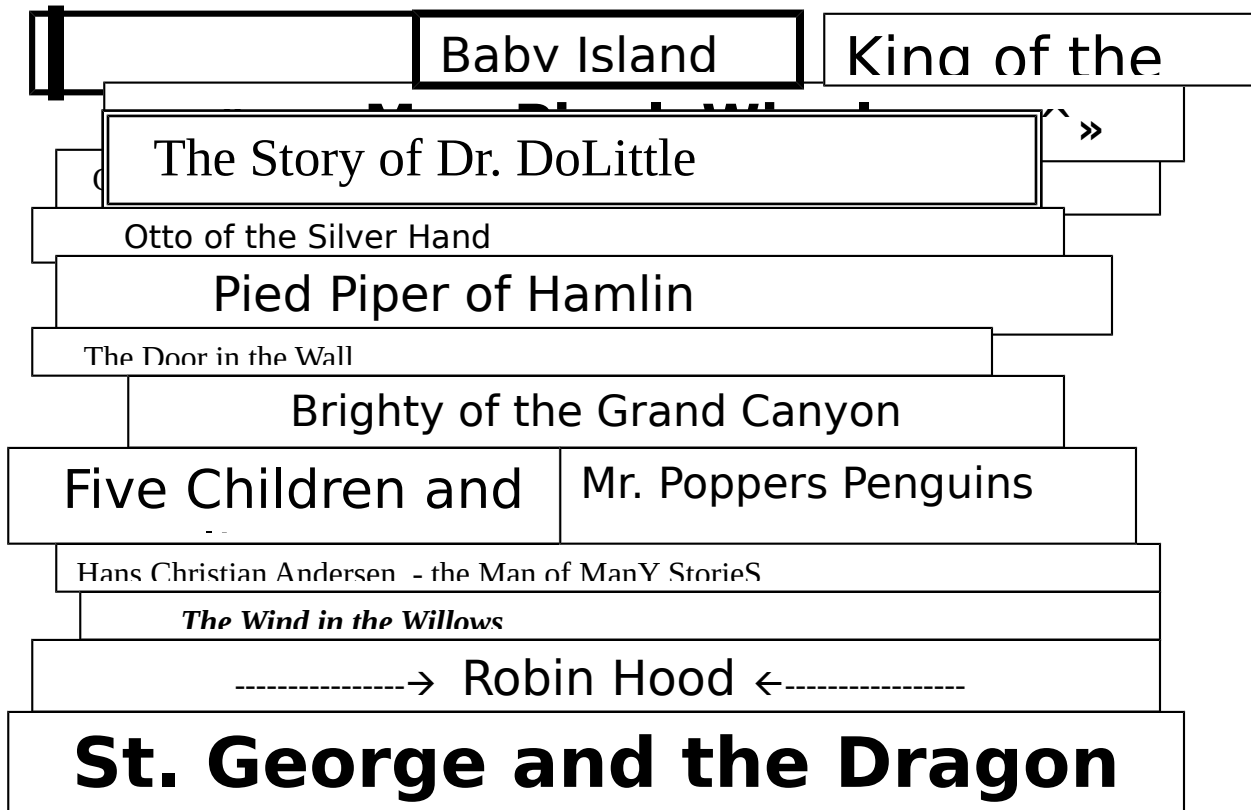 Baby Island
King of the
»
The Story of Dr. DoLittle
Otto of the Silver Hand
Pied Piper of Hamlin
The Door in the Wall
Brighty of the Grand Canyon
Five Children and
Mr. Poppers Penguins
Hans Christian Andersen - the Man of ManY StorieS
The Wind in the Willows
----------------→ Robin Hood ←-----------------
St. George and the Dragon